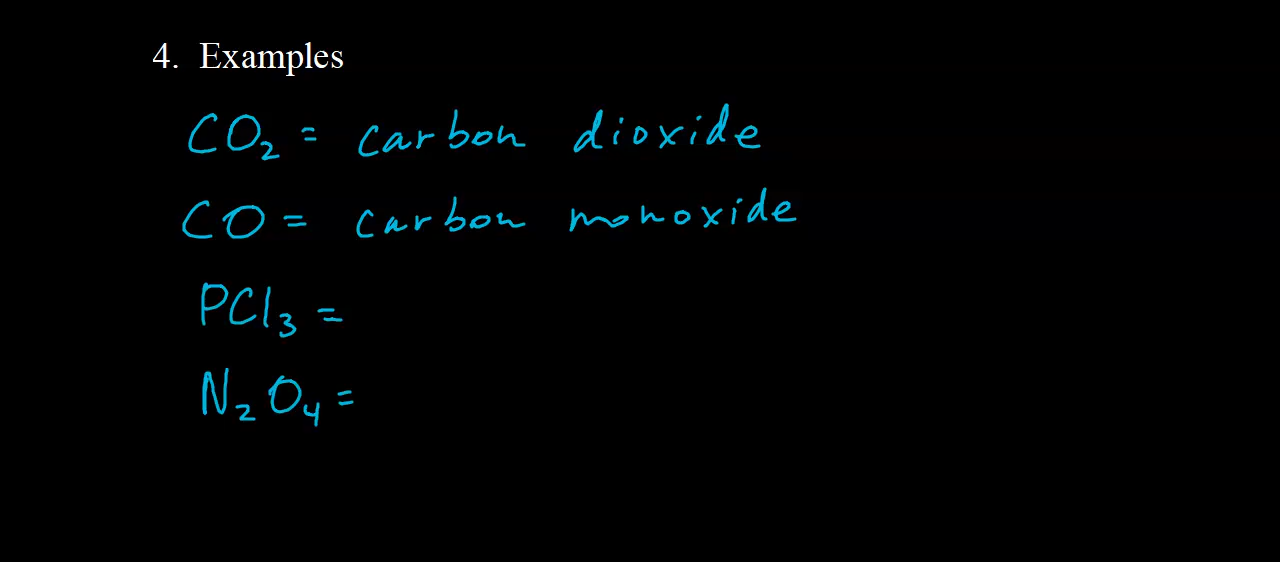 4. Examples
CO₂ = carbon dioxide
CO = carbon monoxide
PCl₃ =
N₂O₄ =